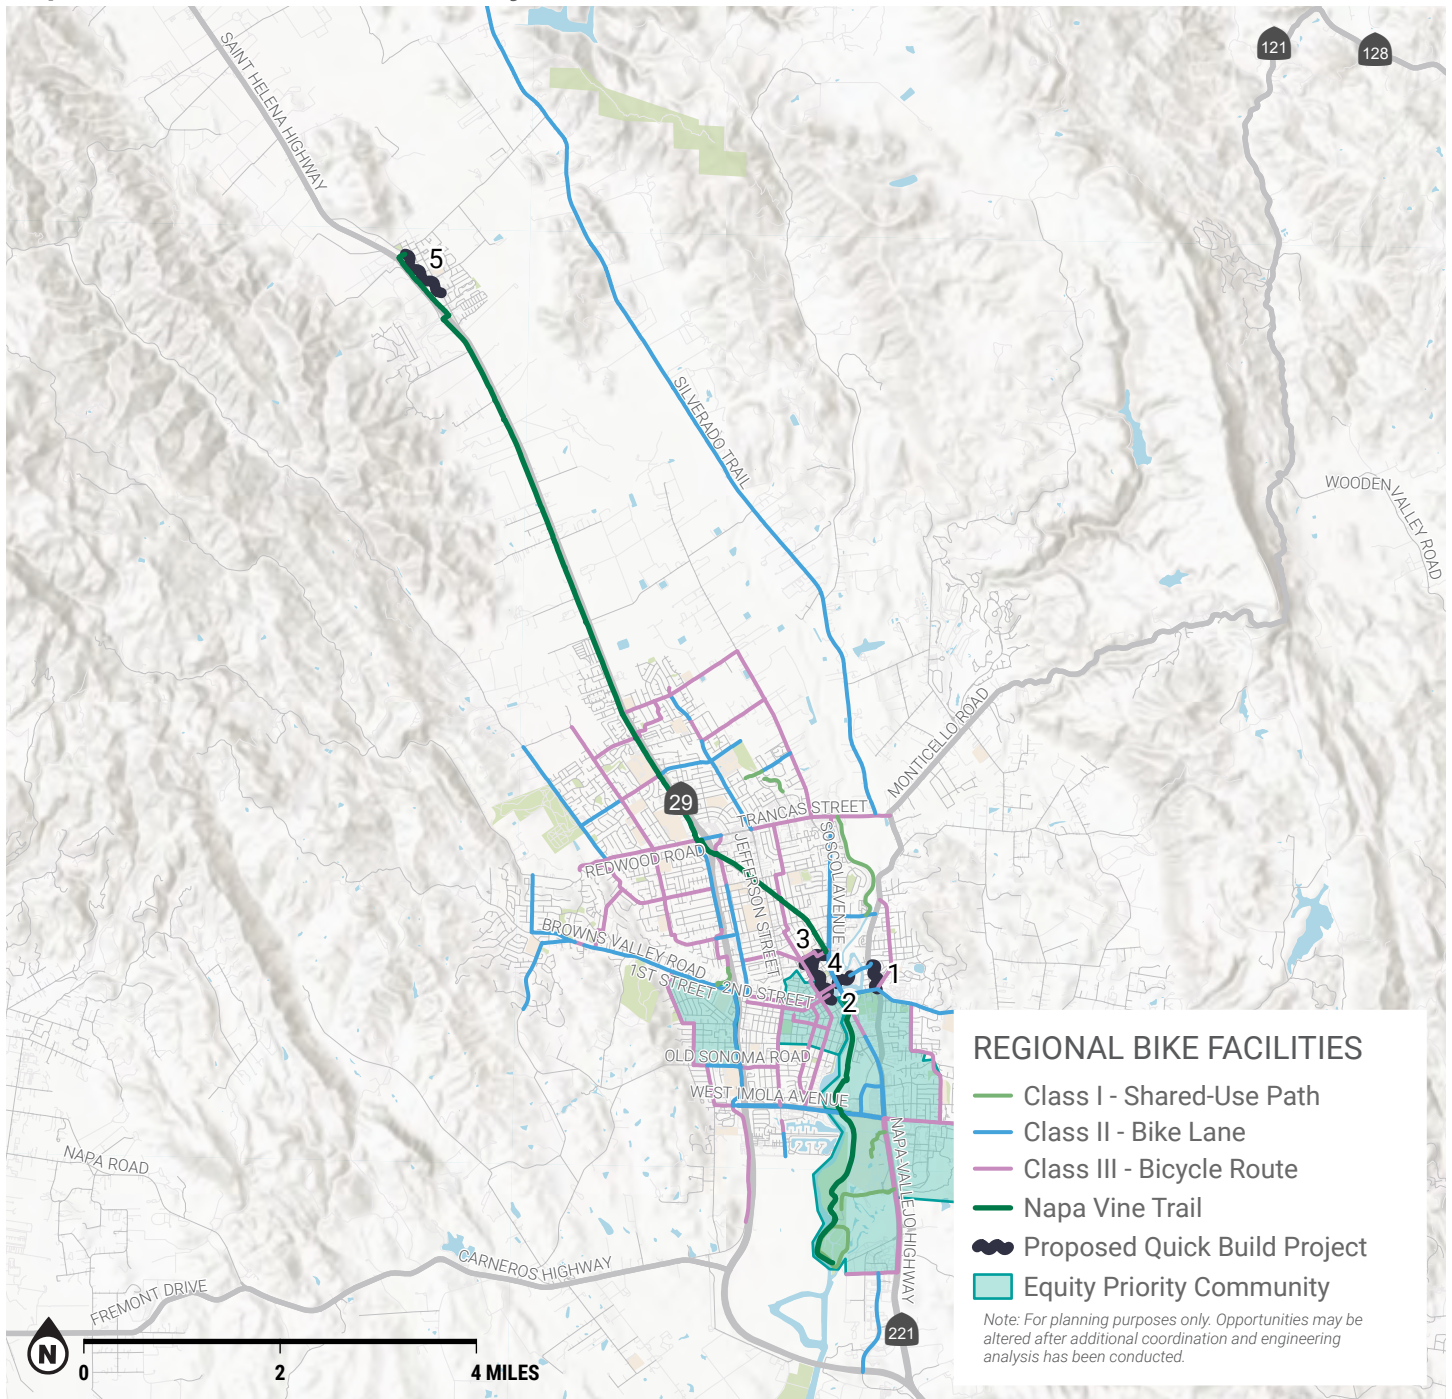 121
128
SAINT HELENA HIGHWAY
5
SILVERADO TRAIL
WOODEN VALLEY ROAD
MONTICELLO ROAD
29
TRANCAS STREET
SOSCOL AVENUE
JEFFERSON STREET
REDWOOD ROAD
BROWNS VALLEY ROAD
3
4
1
1ST STREET
2ND STREET
2
OLD SONOMA ROAD
WEST IMOLA AVENUE
NAPA-VALLEJO HIGHWAY
NAPA ROAD
CARNEROS HIGHWAY
FREMONT DRIVE
221
REGIONAL BIKE FACILITIES
Class I - Shared-Use Path
Class II - Bike Lane
Class III - Bicycle Route
Napa Vine Trail
Proposed Quick Build Project
Equity Priority Community
Note: For planning purposes only. Opportunities may be
altered after additional coordination and engineering
analysis has been conducted.
N
0 2 4 MILES